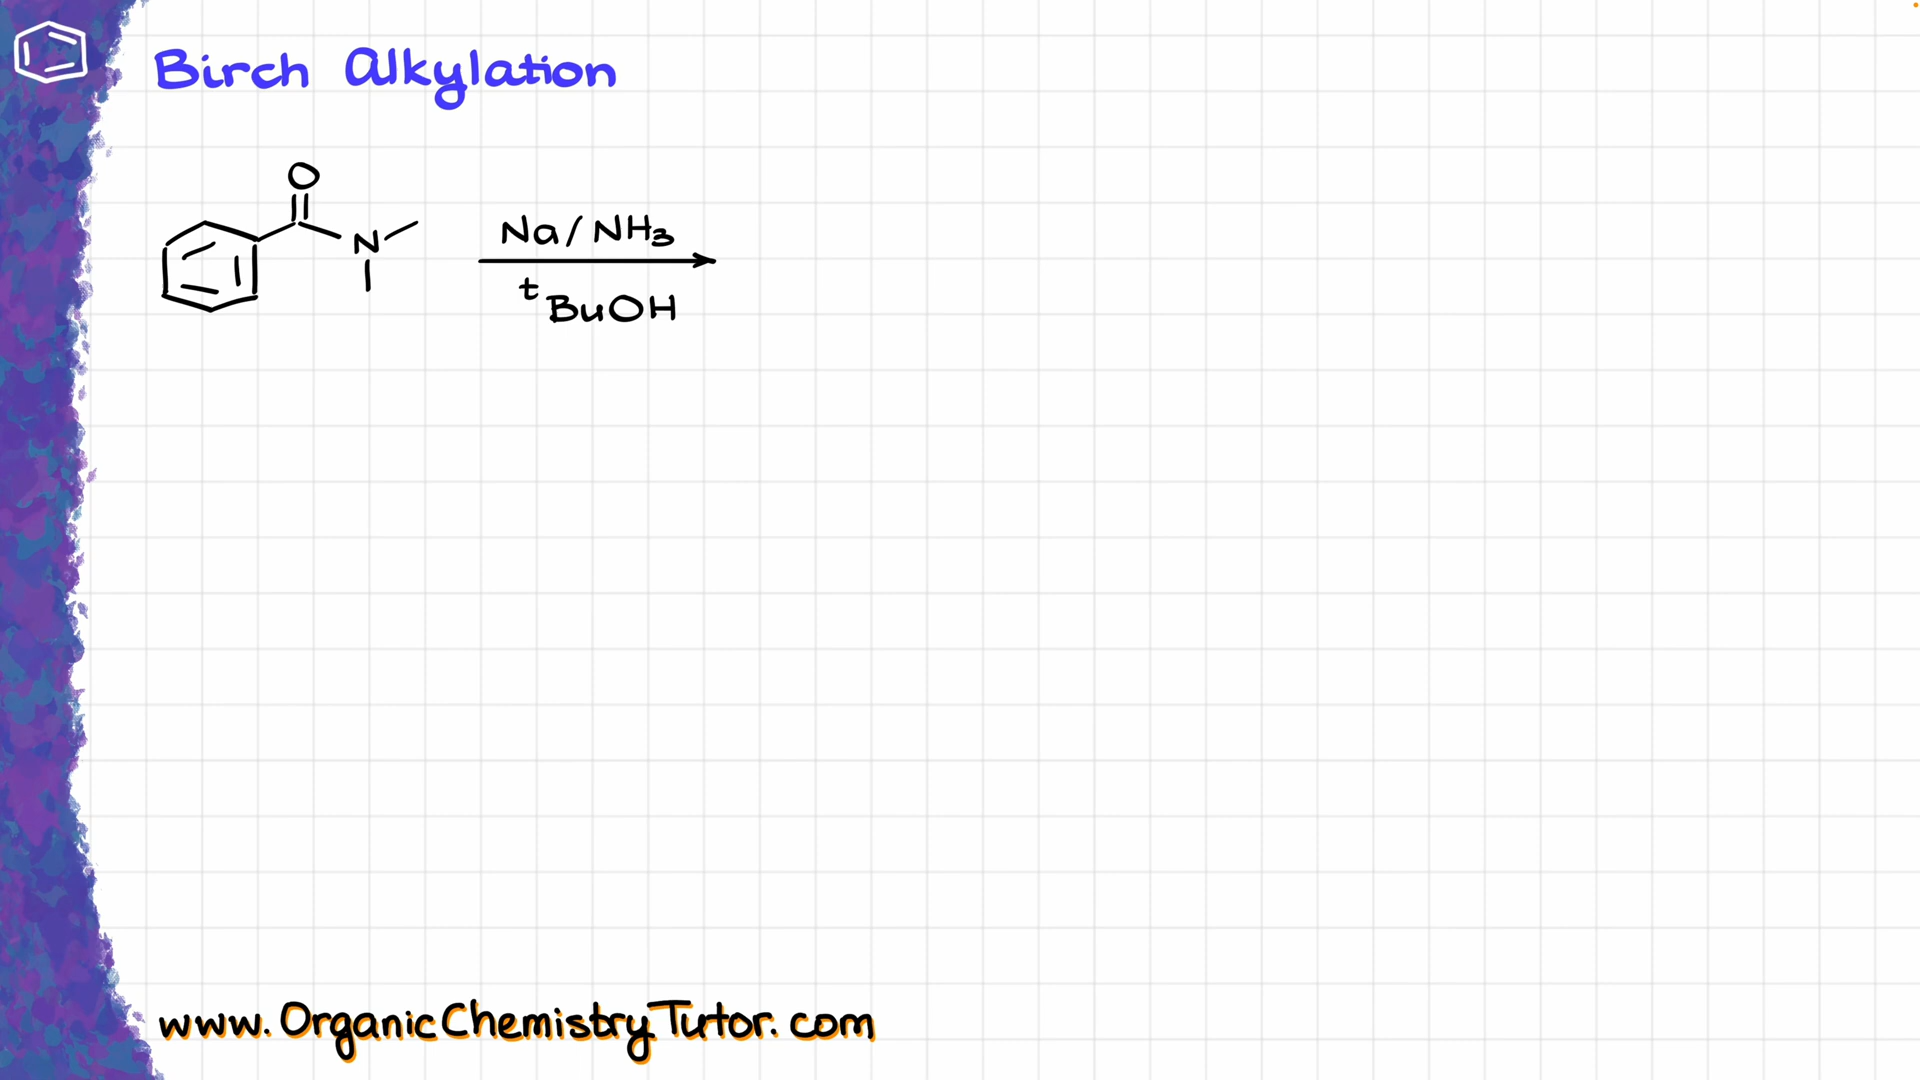 Birch Alkylation
O
N
Na/NH₃
ᵗBuOH
www.OrganicChemistryTutor.com